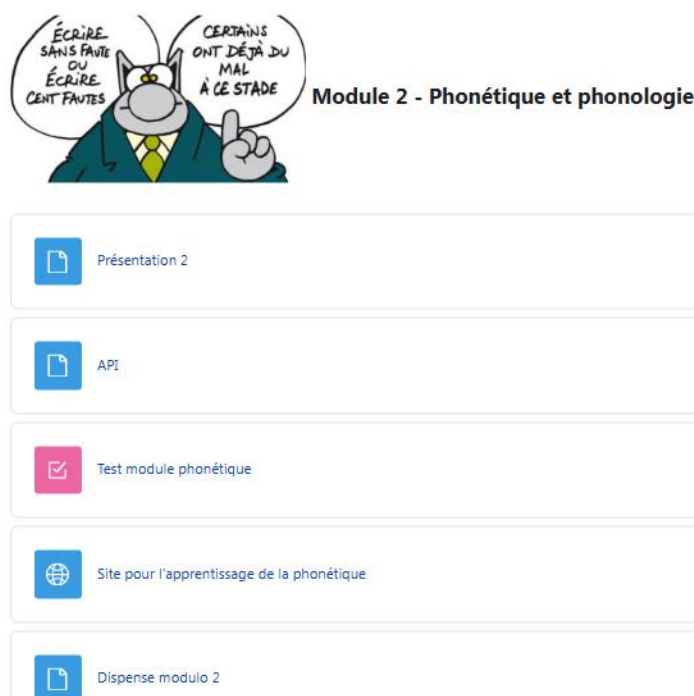 ÉCRIRE
SANS FAUTE
OU
ÉCRIRE
CENT FAUTES
CERTAINS
ONT DÉJÀ DU
MAL
À CE STADE
Module 2 - Phonétique et phonologie
Présentation 2
API
Test module phonétique
Site pour l'apprentissage de la phonétique
Dispense modulo 2